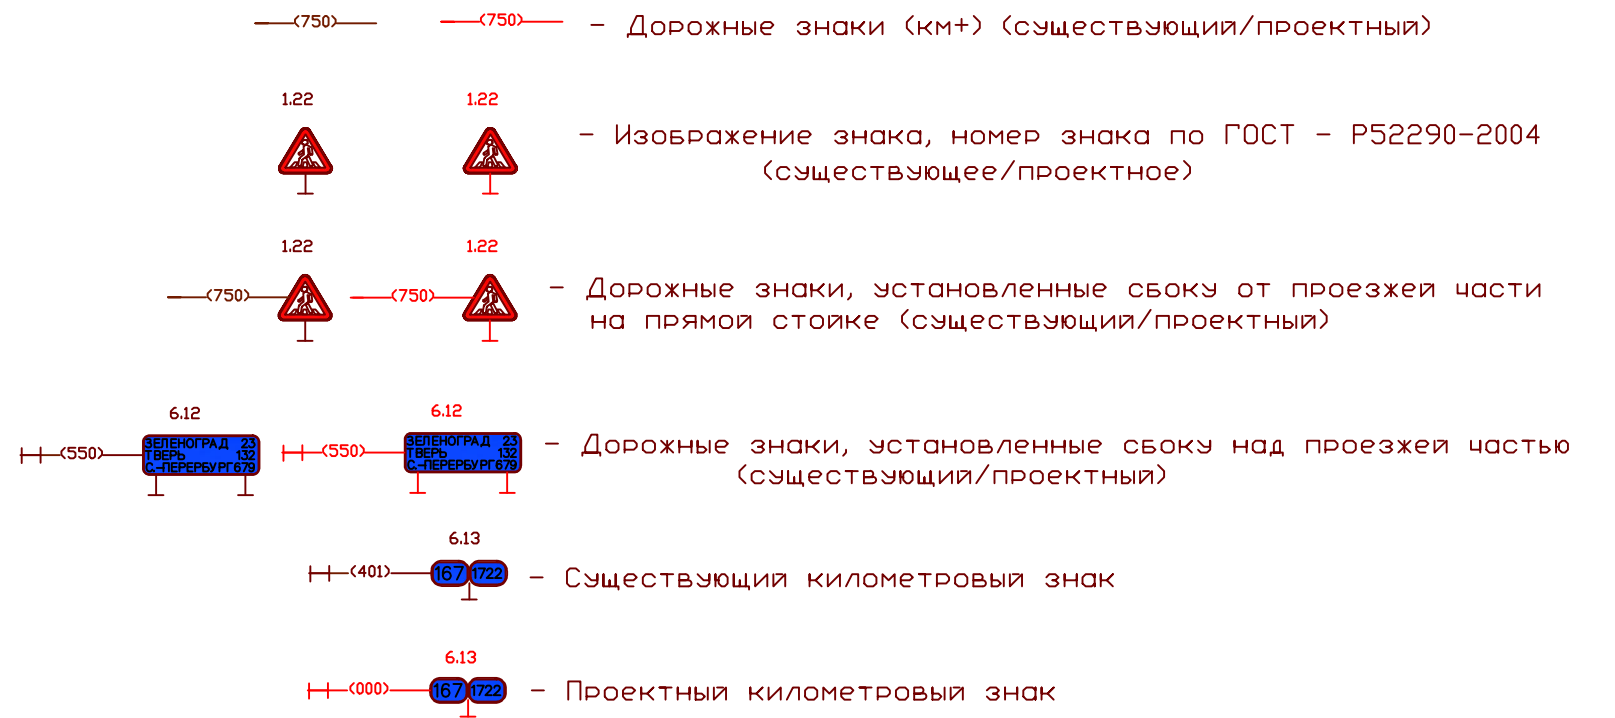 (750) (750) - Дорожные знаки (км+) (существующий/проектный)
1.22 1.22
- Изображение знака, номер знака по ГОСТ - Р52290-2004
(существующее/проектное)
1.22 1.22
(750) (750) - Дорожные знаки, установленные сбоку от проезжей части
на прямой стойке (существующий/проектный)
6.12 6.12
(550) ЗЕЛЕНОГРАД 23 (550) ЗЕЛЕНОГРАД 23 - Дорожные знаки, установленные сбоку над проезжей частью
ТВЕРЬ 132 ТВЕРЬ 132
С.-ПЕРЕРБУРГ679 С.-ПЕРЕРБУРГ679 (существующий/проектный)
6.13
(401) 167 1722 - Существующий километровый знак
6.13
(000) 167 1722 - Проектный километровый знак